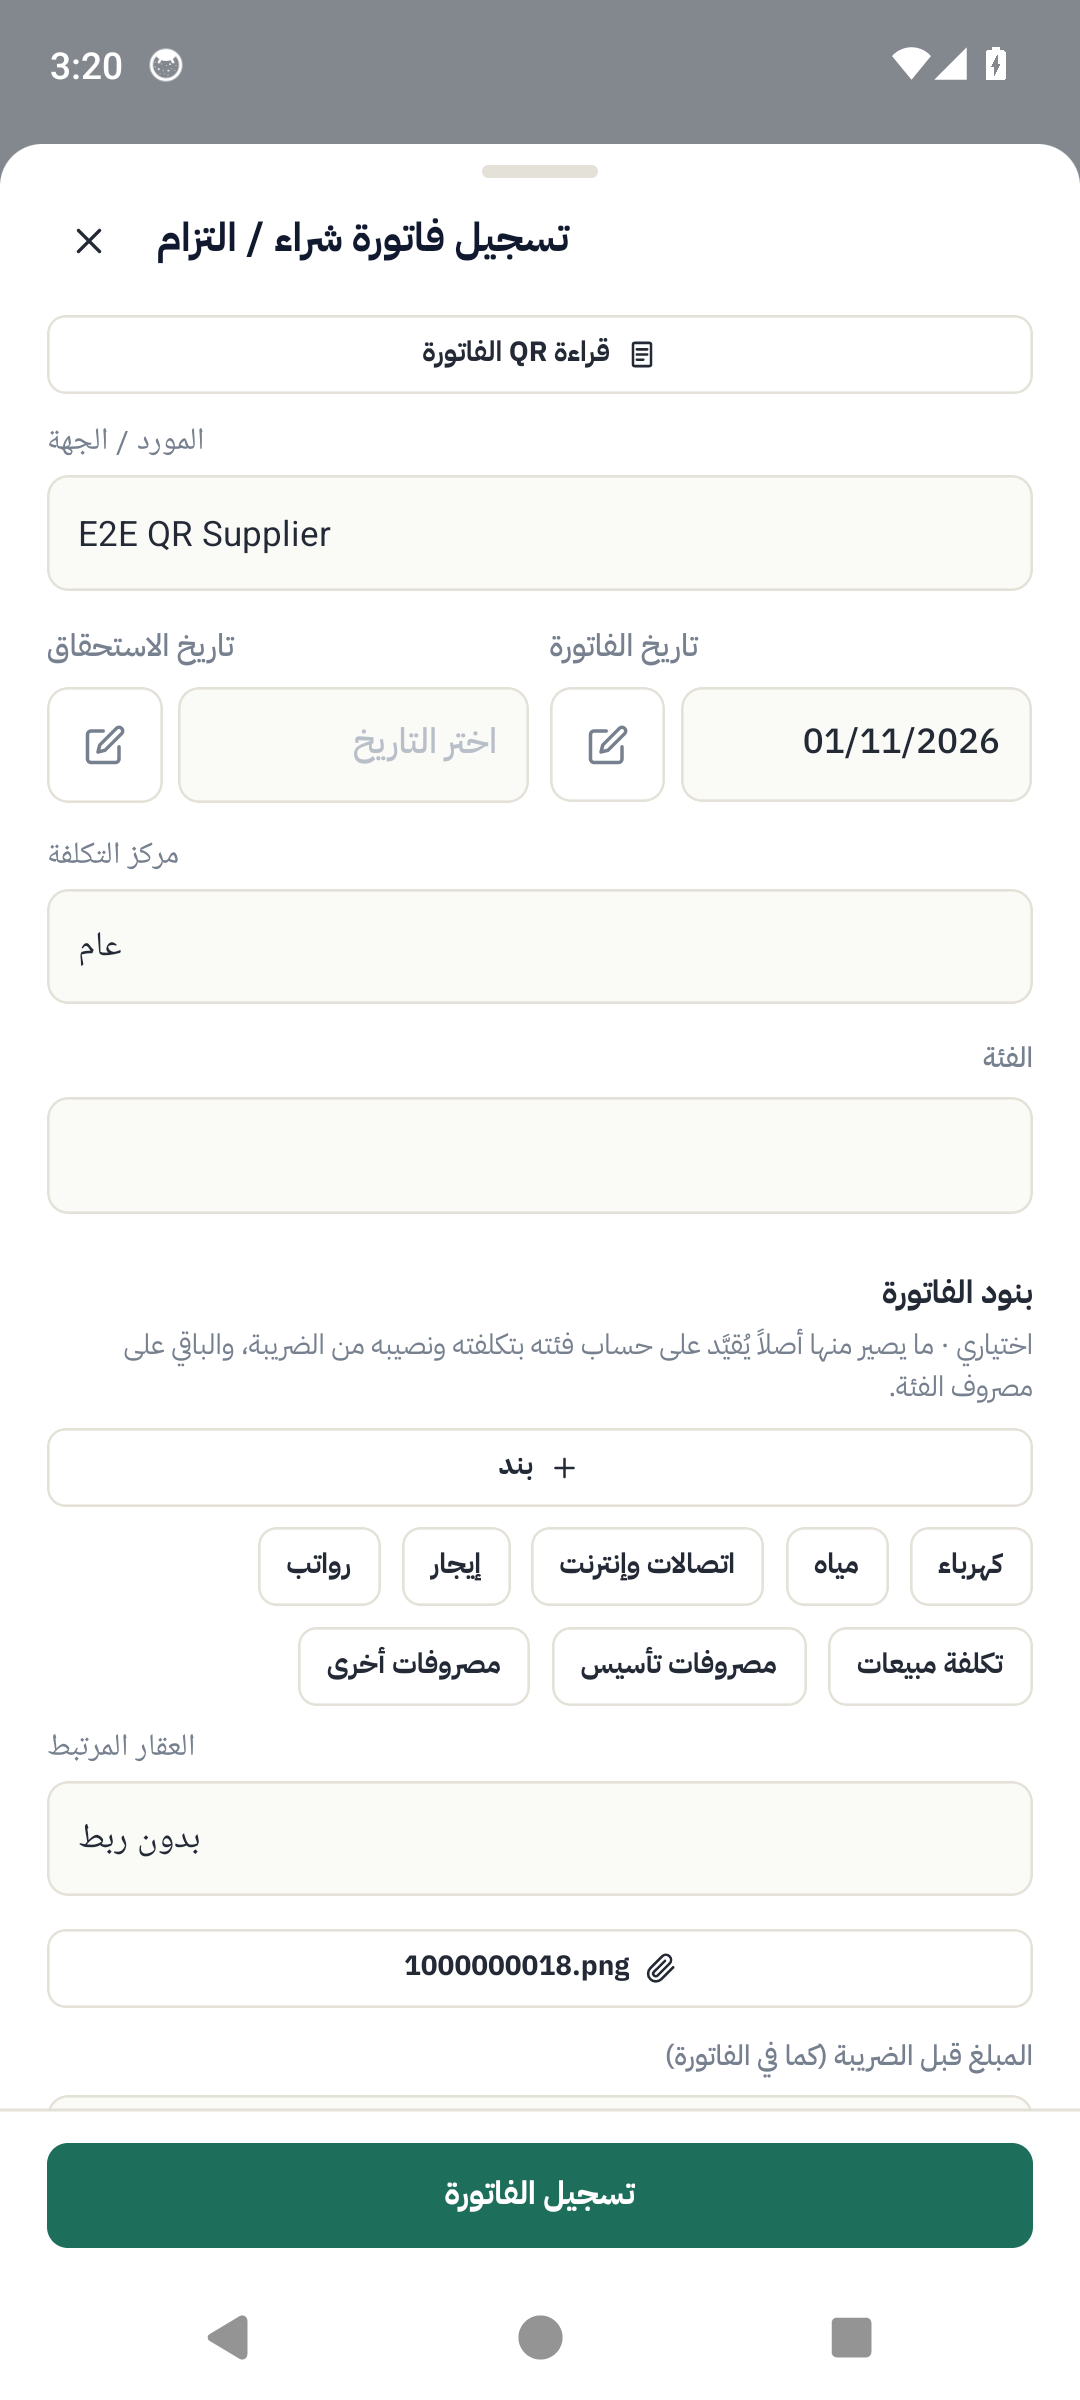 3:20
تسجيل فاتورة شراء / التزام
قراءة QR الفاتورة
المورد / الجهة
E2E QR Supplier
تاريخ الفاتورة
تاريخ الاستحقاق
01/11/2026
اختر التاريخ
مركز التكلفة
عام
الفئة
بنود الفاتورة
اختياري · ما يصير منها أصلاً يُقيَّد على حساب فئته بتكلفته ونصيبه من الضريبة، والباقي على
مصروف الفئة.
بند
كهرباء
مياه
اتصالات وإنترنت
إيجار
رواتب
تكلفة مبيعات
مصروفات تأسيس
مصروفات أخرى
العقار المرتبط
بدون ربط
1000000018.png
المبلغ قبل الضريبة (كما في الفاتورة)
تسجيل الفاتورة